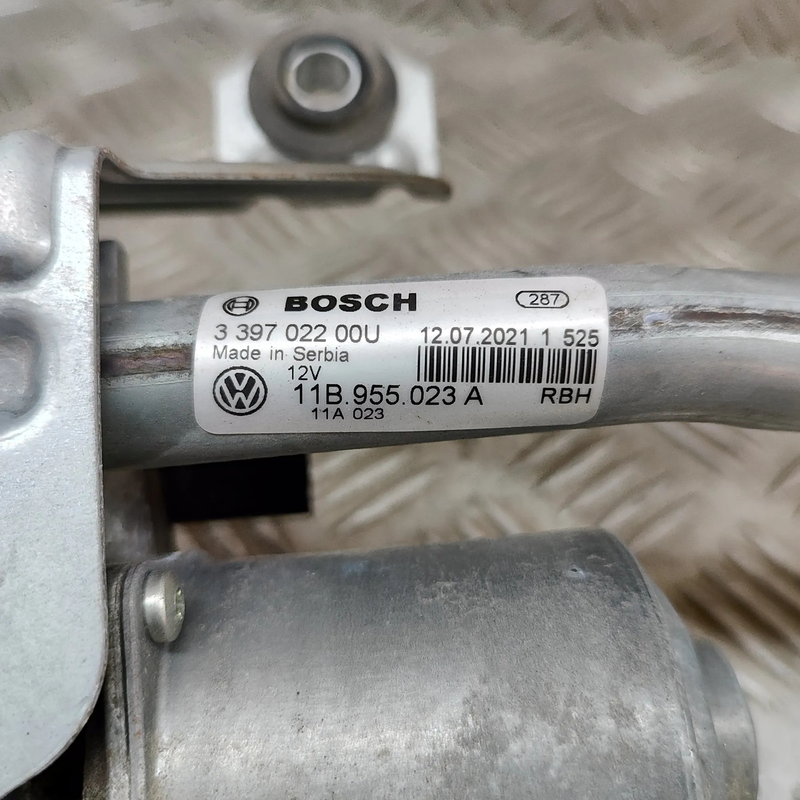 BOSCH 287
3 397 022 00U 12.07.2021 1 525
Made in Serbia
12V
11B.955.023 A RBH
11A 023